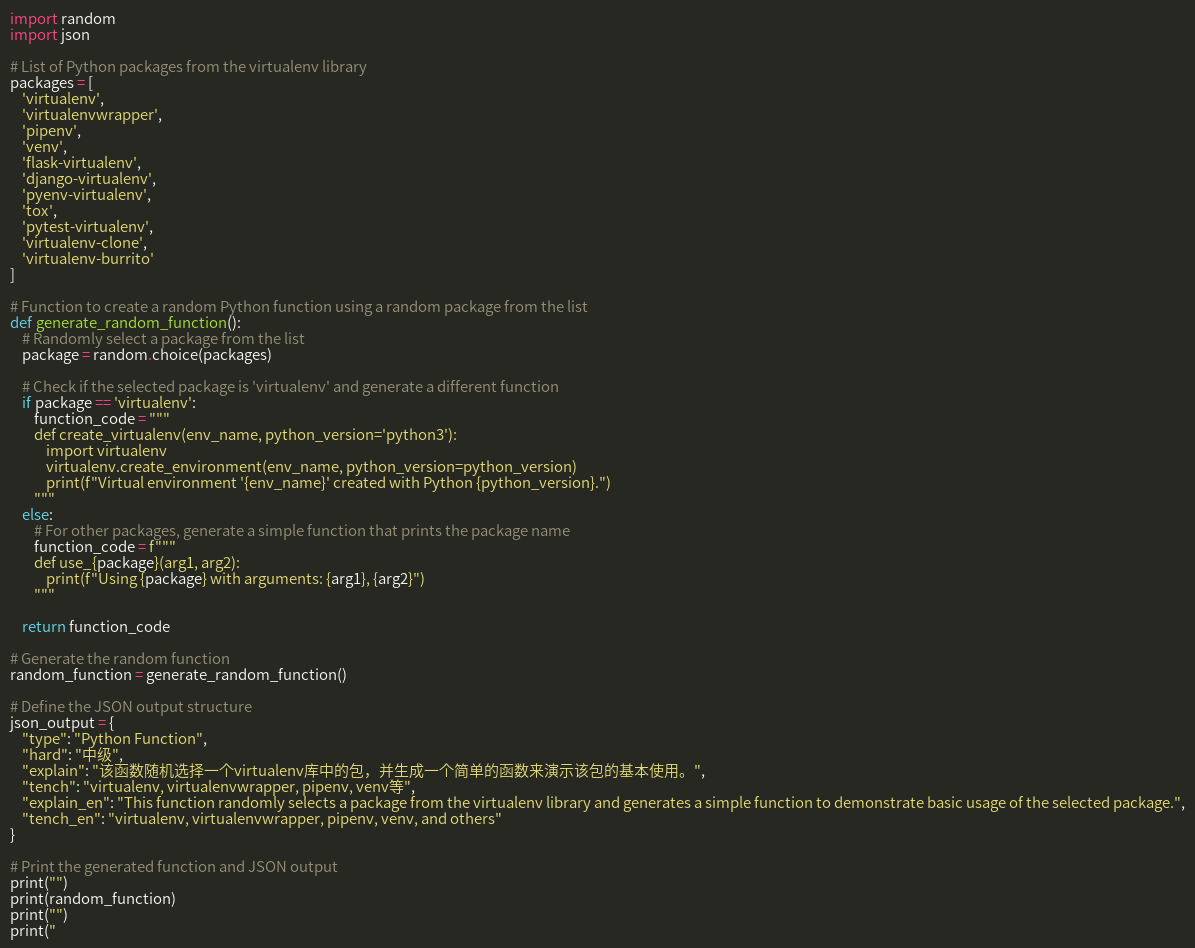 import random
import json

# List of Python packages from the virtualenv library
packages = [
    'virtualenv',
    'virtualenvwrapper',
    'pipenv',
    'venv',
    'flask-virtualenv',
    'django-virtualenv',
    'pyenv-virtualenv',
    'tox',
    'pytest-virtualenv',
    'virtualenv-clone',
    'virtualenv-burrito'
]

# Function to create a random Python function using a random package from the list
def generate_random_function():
    # Randomly select a package from the list
    package = random.choice(packages)

    # Check if the selected package is 'virtualenv' and generate a different function
    if package == 'virtualenv':
        function_code = """
        def create_virtualenv(env_name, python_version='python3'):
            import virtualenv
            virtualenv.create_environment(env_name, python_version=python_version)
            print(f"Virtual environment '{env_name}' created with Python {python_version}.")
        """
    else:
        # For other packages, generate a simple function that prints the package name
        function_code = f"""
        def use_{package}(arg1, arg2):
            print(f"Using {package} with arguments: {arg1}, {arg2}")
        """

    return function_code

# Generate the random function
random_function = generate_random_function()

# Define the JSON output structure
json_output = {
    "type": "Python Function",
    "hard": "中级",
    "explain": "该函数随机选择一个virtualenv库中的包，并生成一个简单的函数来演示该包的基本使用。",
    "tench": "virtualenv, virtualenvwrapper, pipenv, venv等",
    "explain_en": "This function randomly selects a package from the virtualenv library and generates a simple function to demonstrate basic usage of the selected package.",
    "tench_en": "virtualenv, virtualenvwrapper, pipenv, venv, and others"
}

# Print the generated function and JSON output
print("")
print(random_function)
print("")
print("